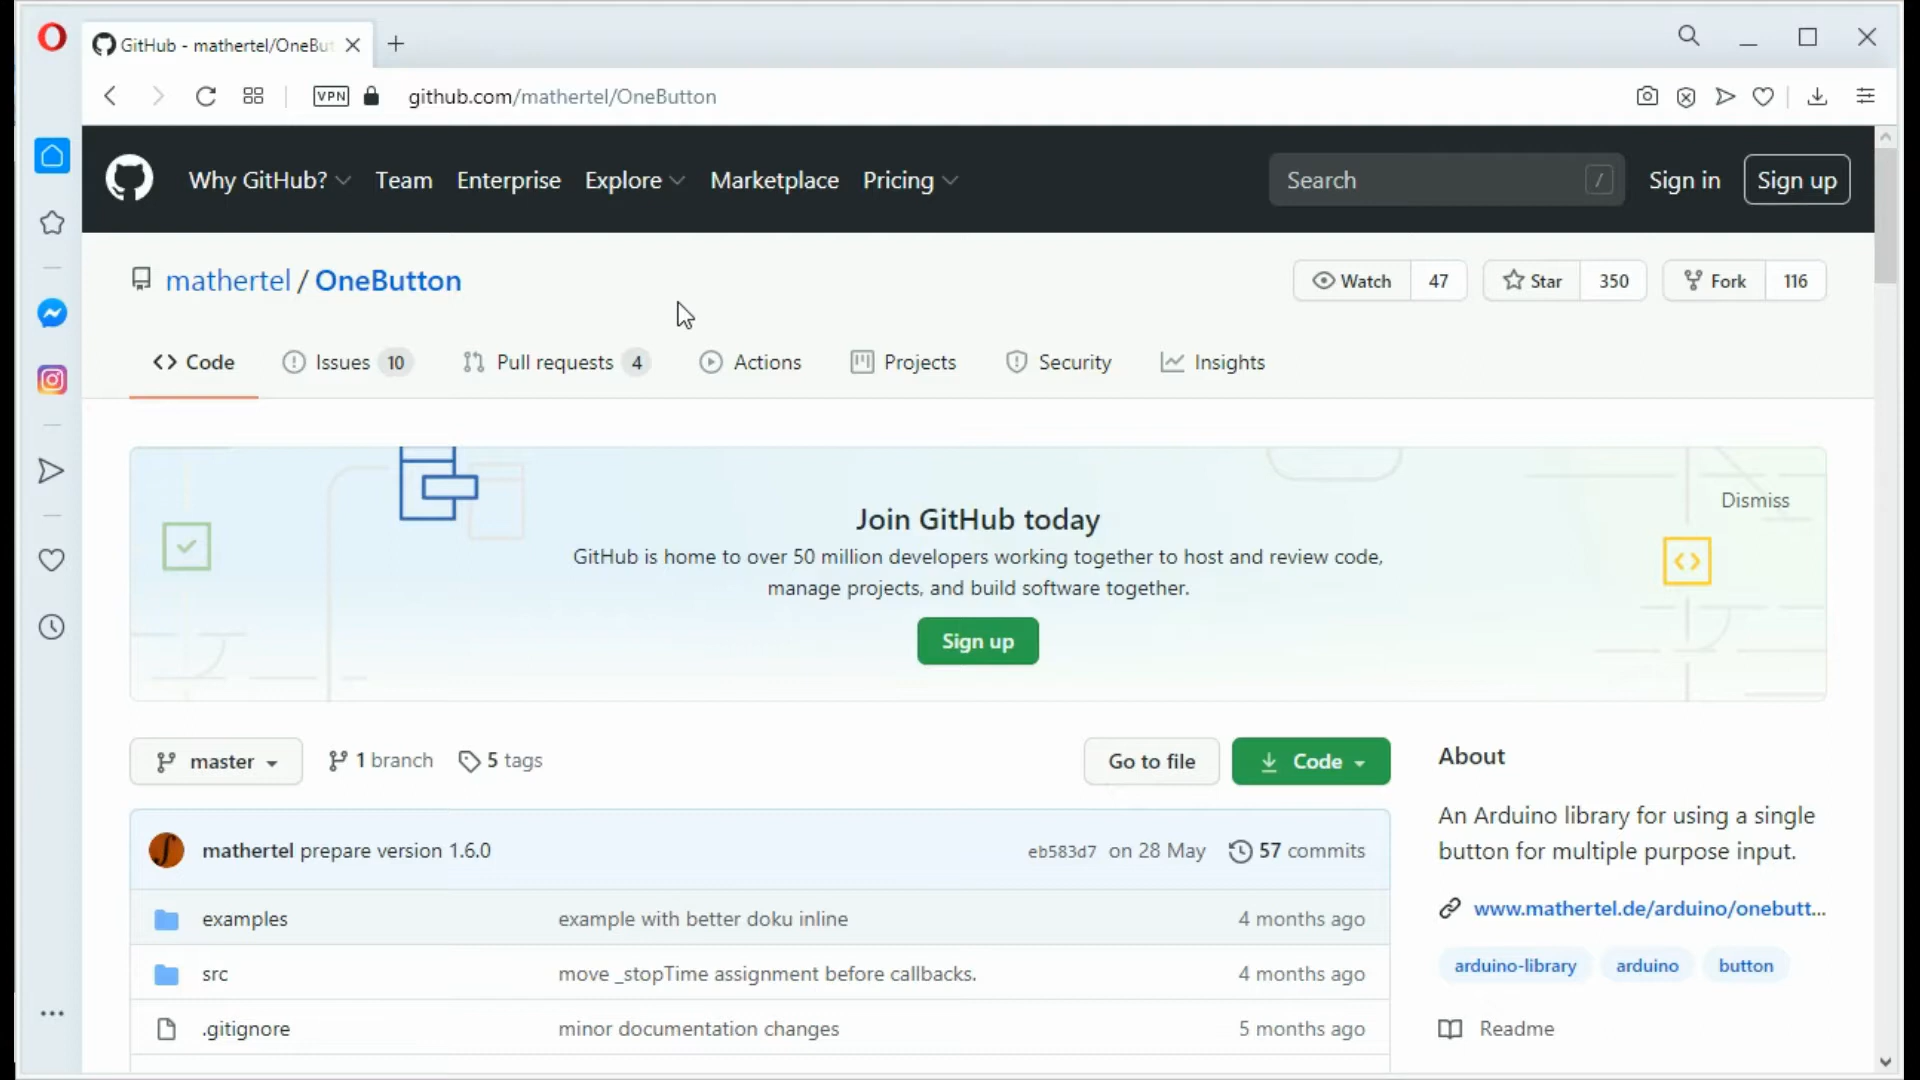 GitHub - mathertel/OneBut
VPN
github.com/mathertel/OneButton
Why GitHub?
Team
Enterprise
Explore
Marketplace
Pricing
Search
/
Sign in
Sign up
mathertel / OneButton
Watch 47
Star 350
Fork 116
Code
Issues 10
Pull requests 4
Actions
Projects
Security
Insights
Join GitHub today
Dismiss
GitHub is home to over 50 million developers working together to host and review code,
manage projects, and build software together.
Sign up
master
1 branch
5 tags
Go to file
Code
mathertel prepare version 1.6.0
eb583d7 on 28 May
57 commits
examples
example with better doku inline
4 months ago
src
move _stopTime assignment before callbacks.
4 months ago
.gitignore
minor documentation changes
5 months ago
About
An Arduino library for using a single
button for multiple purpose input.
www.mathertel.de/arduino/onebutt...
arduino-library
arduino
button
Readme